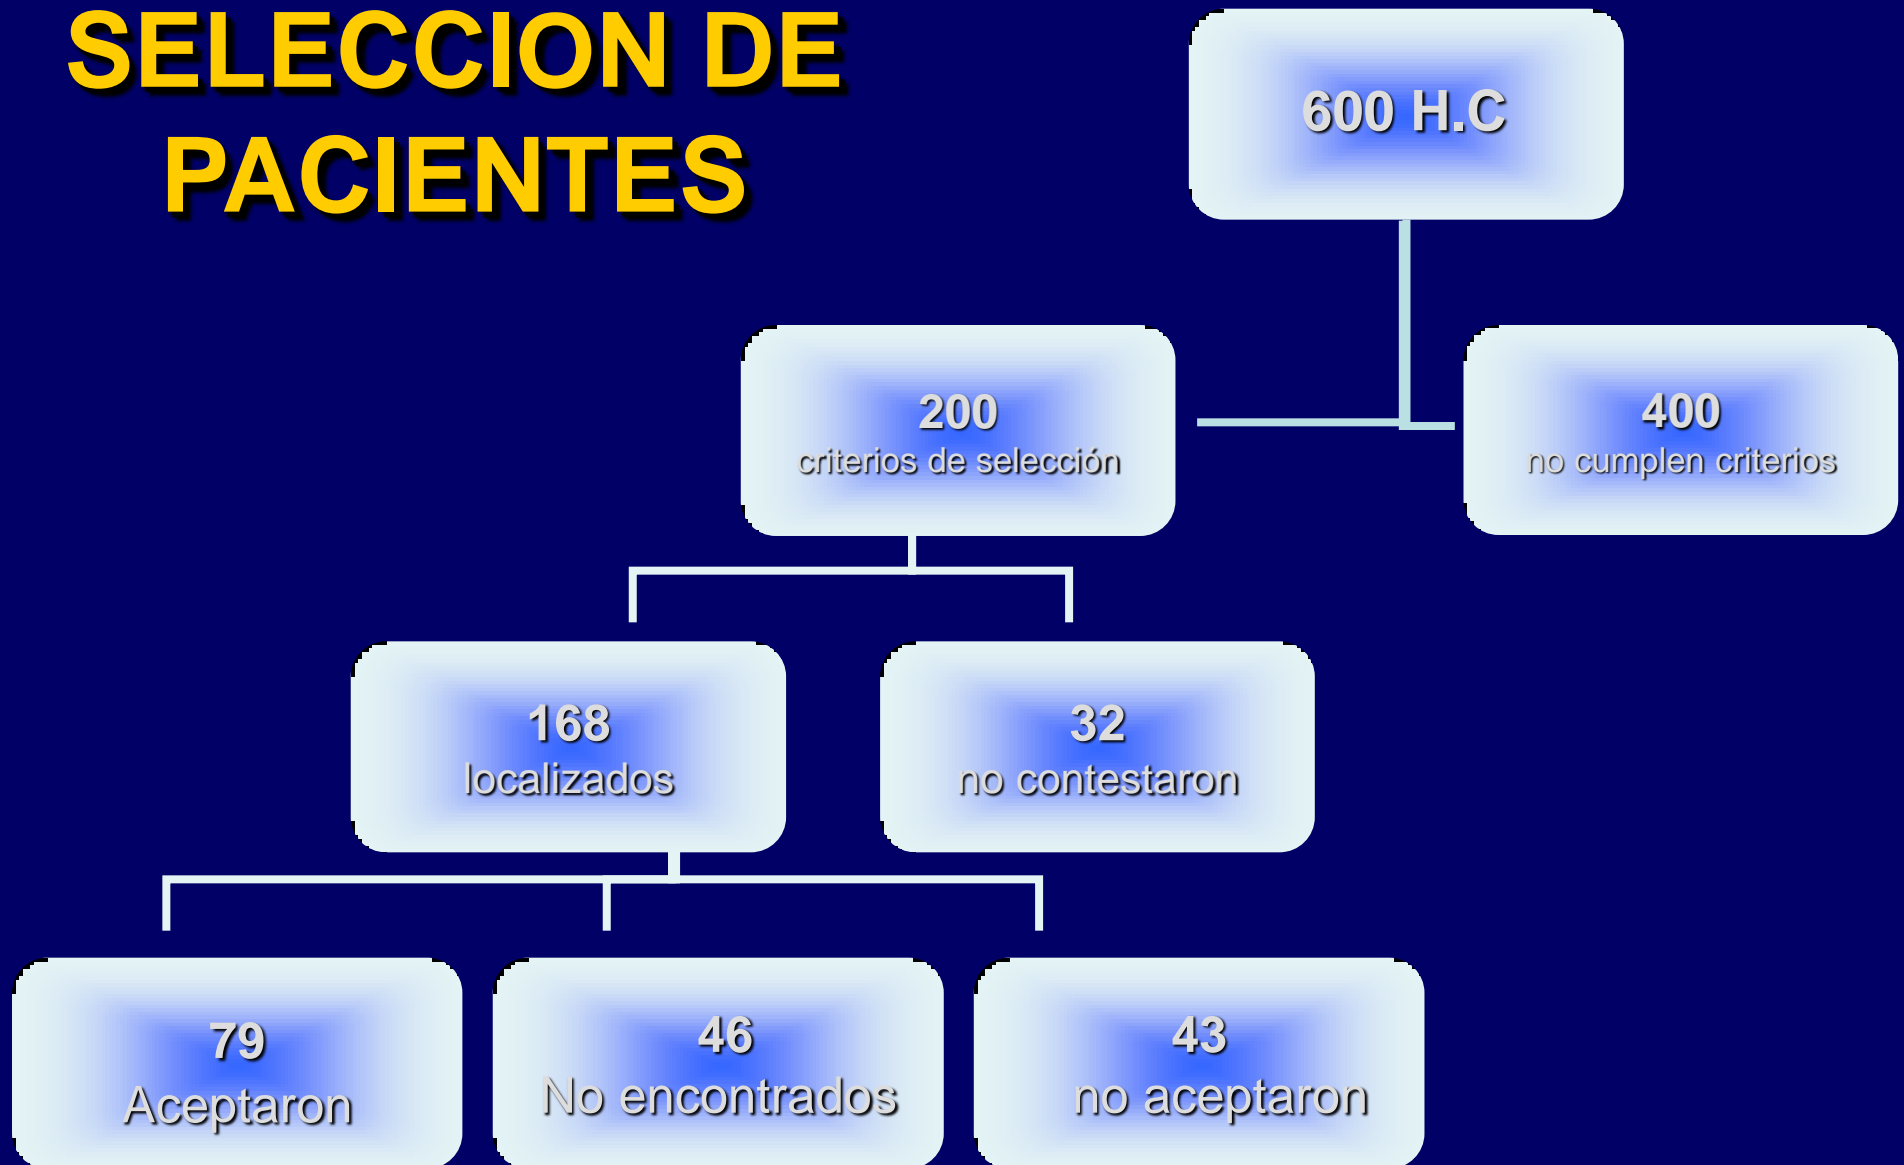 SELECCION DE
PACIENTES
600 H.C
200
criterios de selección
400
no cumplen criterios
168
localizados
32
no contestaron
79
Aceptaron
46
No encontrados
43
no aceptaron